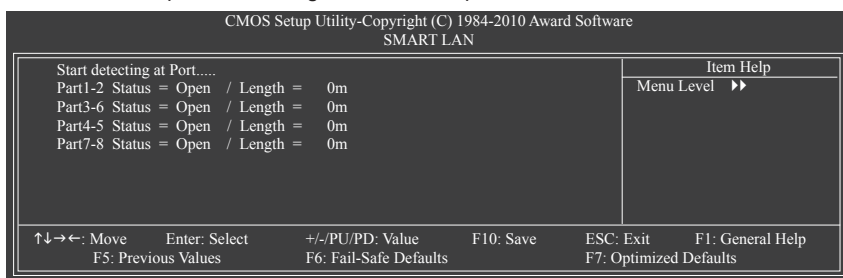 CMOS Setup Utility-Copyright (C) 1984-2010 Award Software
SMART LAN
Start detecting at Port.....
Part1-2 Status = Open / Length = 0m
Part3-6 Status = Open / Length = 0m
Part4-5 Status = Open / Length = 0m
Part7-8 Status = Open / Length = 0m
Item Help
Menu Level ▶▶
↑↓→←: Move Enter: Select +/-/PU/PD: Value F10: Save ESC: Exit F1: General Help
F5: Previous Values F6: Fail-Safe Defaults F7: Optimized Defaults